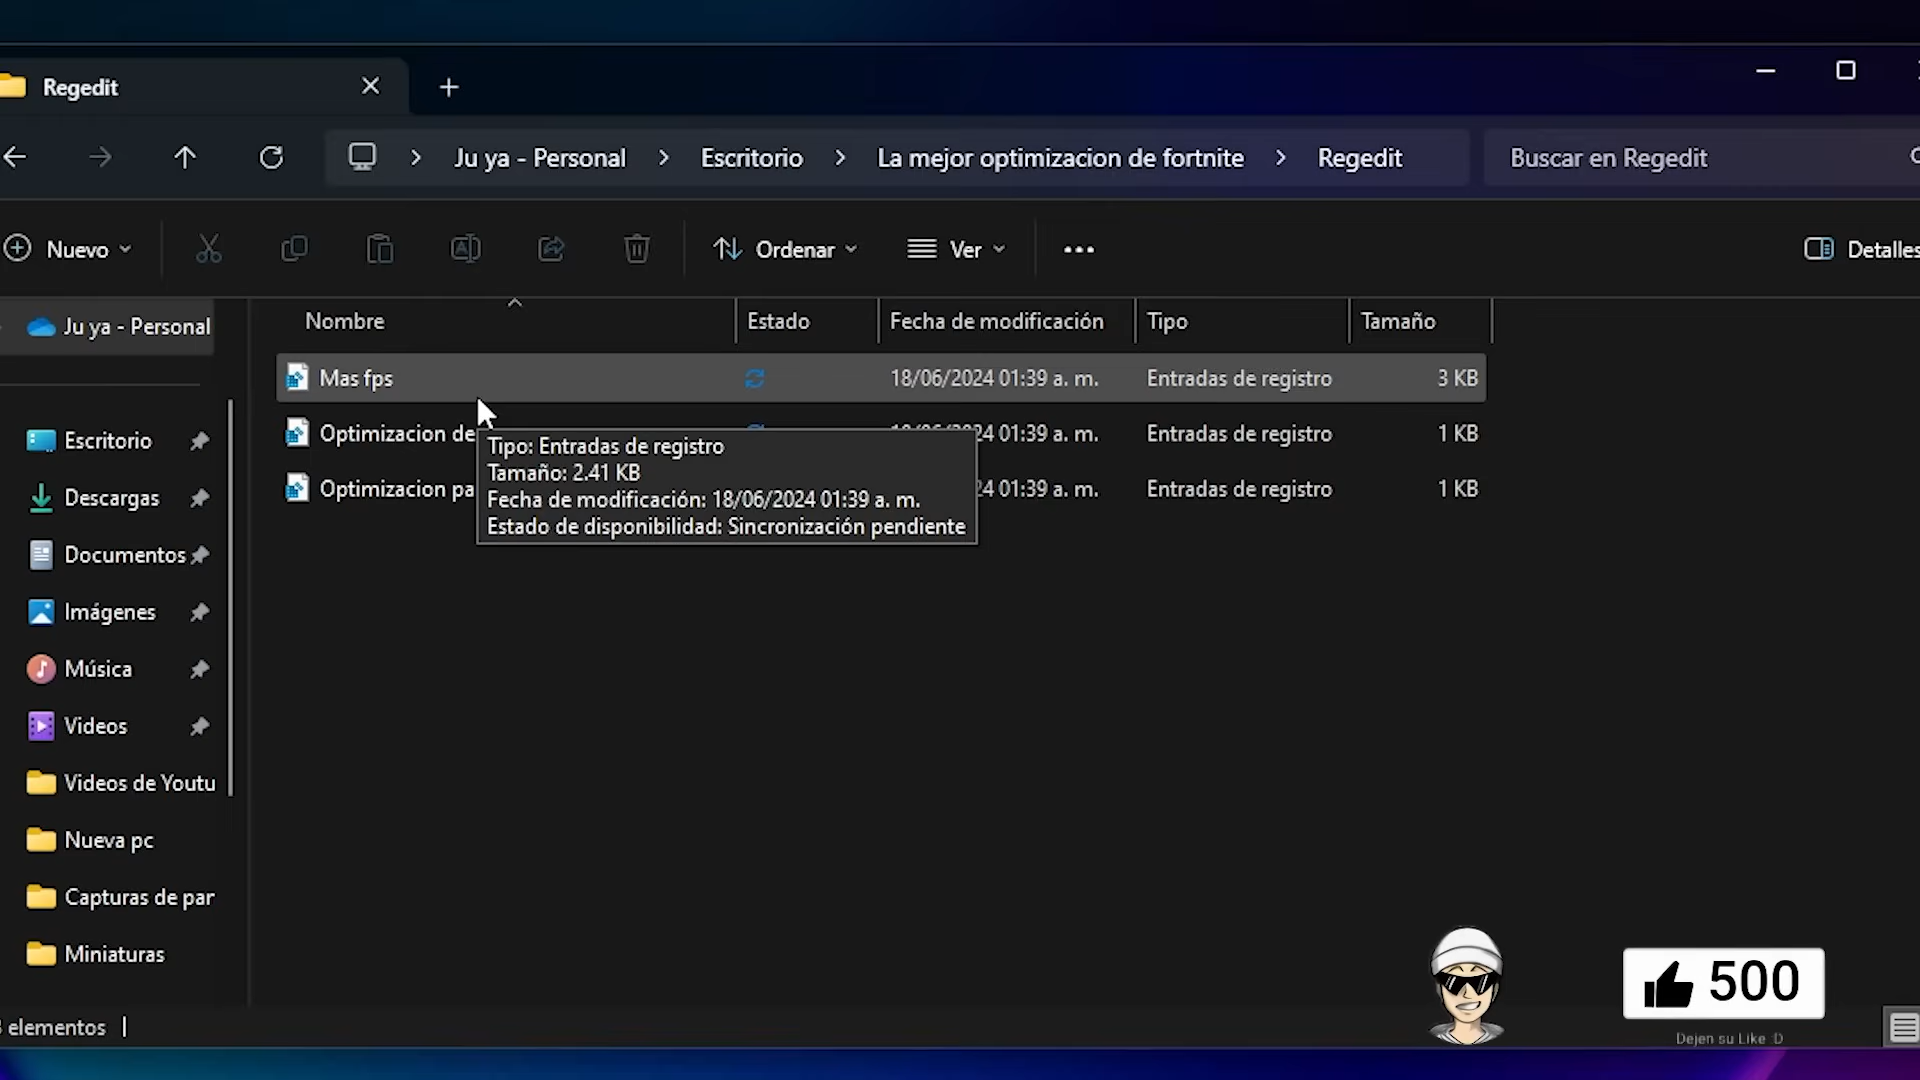 Regedit
Ju ya - Personal > Escritorio > La mejor optimizacion de fortnite > Regedit
Buscar en Regedit
Nuevo
Ordenar
Ver
Detalles
Nombre Estado Fecha de modificación Tipo Tamaño
Mas fps 18/06/2024 01:39 a. m. Entradas de registro 3 KB
Optimizacion de 24 01:39 a. m. Entradas de registro 1 KB
Optimizacion pa 24 01:39 a. m. Entradas de registro 1 KB
Tipo: Entradas de registro
Tamaño: 2.41 KB
Fecha de modificación: 18/06/2024 01:39 a. m.
Estado de disponibilidad: Sincronización pendiente
Ju ya - Personal
Escritorio
Descargas
Documentos
Imágenes
Música
Videos
Videos de Youtu
Nueva pc
Capturas de par
Miniaturas
elementos
500
Dejen su Like :D